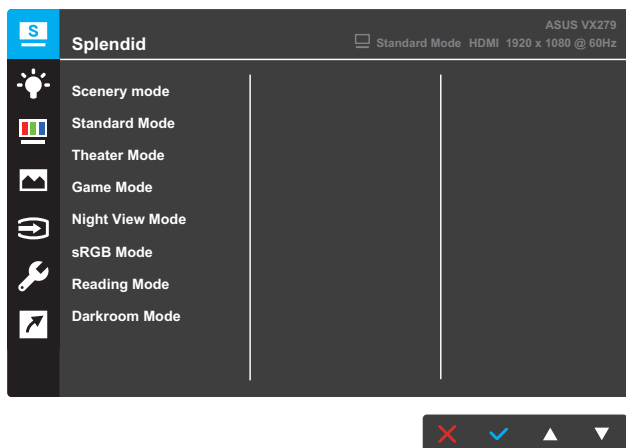 S
ASUS VX279
Splendid
Standard Mode HDMI 1920 x 1080 @ 60Hz
Scenery mode
Standard Mode
Theater Mode
Game Mode
Night View Mode
sRGB Mode
Reading Mode
Darkroom Mode